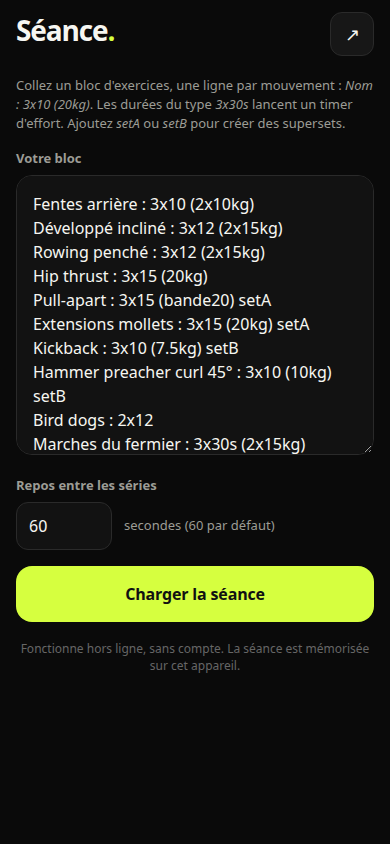 Séance.
↗
Collez un bloc d'exercices, une ligne par mouvement : Nom
: 3x10 (20kg). Les durées du type 3x30s lancent un timer
d'effort. Ajoutez setA ou setB pour créer des supersets.
Votre bloc
Fentes arrière : 3x10 (2x10kg)
Développé incliné : 3x12 (2x15kg)
Rowing penché : 3x12 (2x15kg)
Hip thrust : 3x15 (20kg)
Pull-apart : 3x15 (bande20) setA
Extensions mollets : 3x15 (20kg) setA
Kickback : 3x10 (7.5kg) setB
Hammer preacher curl 45° : 3x10 (10kg)
setB
Bird dogs : 2x12
Marches du fermier : 3x30s (2x15kg)
Repos entre les séries
60
secondes (60 par défaut)
Charger la séance
Fonctionne hors ligne, sans compte. La séance est mémorisée
sur cet appareil.